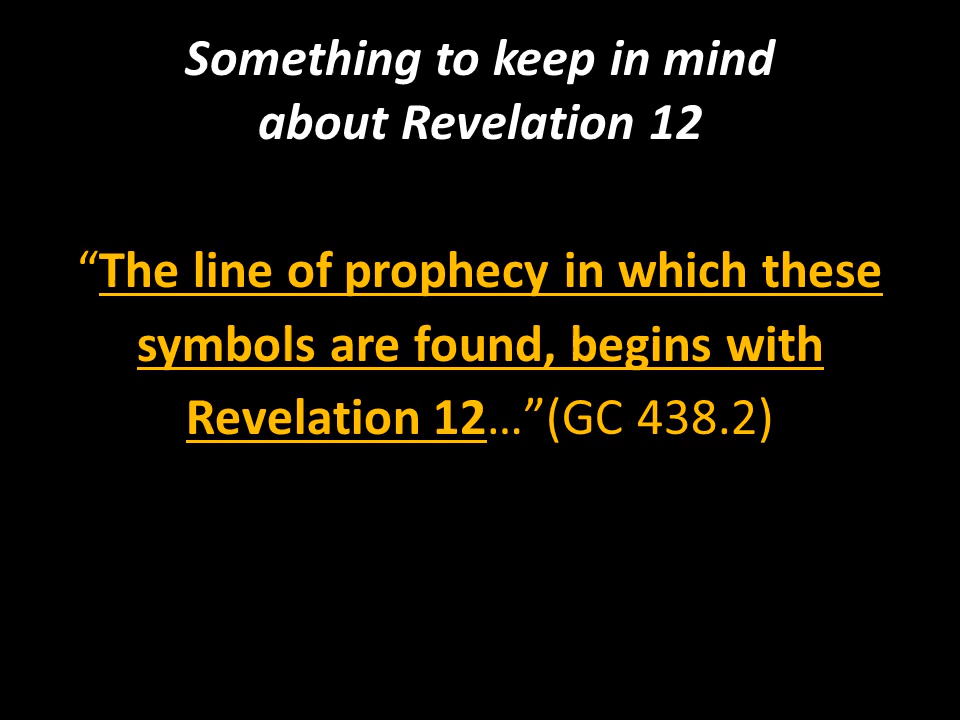 Something to keep in mind
about Revelation 12
“The line of prophecy in which these
symbols are found, begins with
Revelation 12…”(GC 438.2)